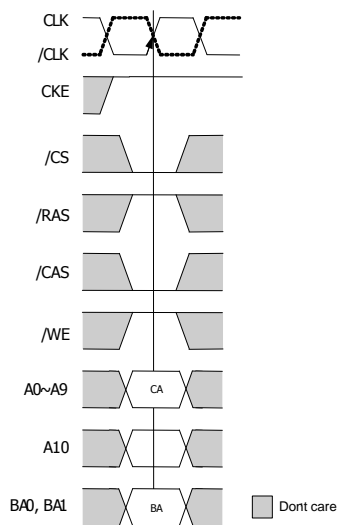 CLK
/CLK
CKE
/CS
/RAS
/CAS
/WE
A0~A9
CA
A10
BA0, BA1
BA
Dont care